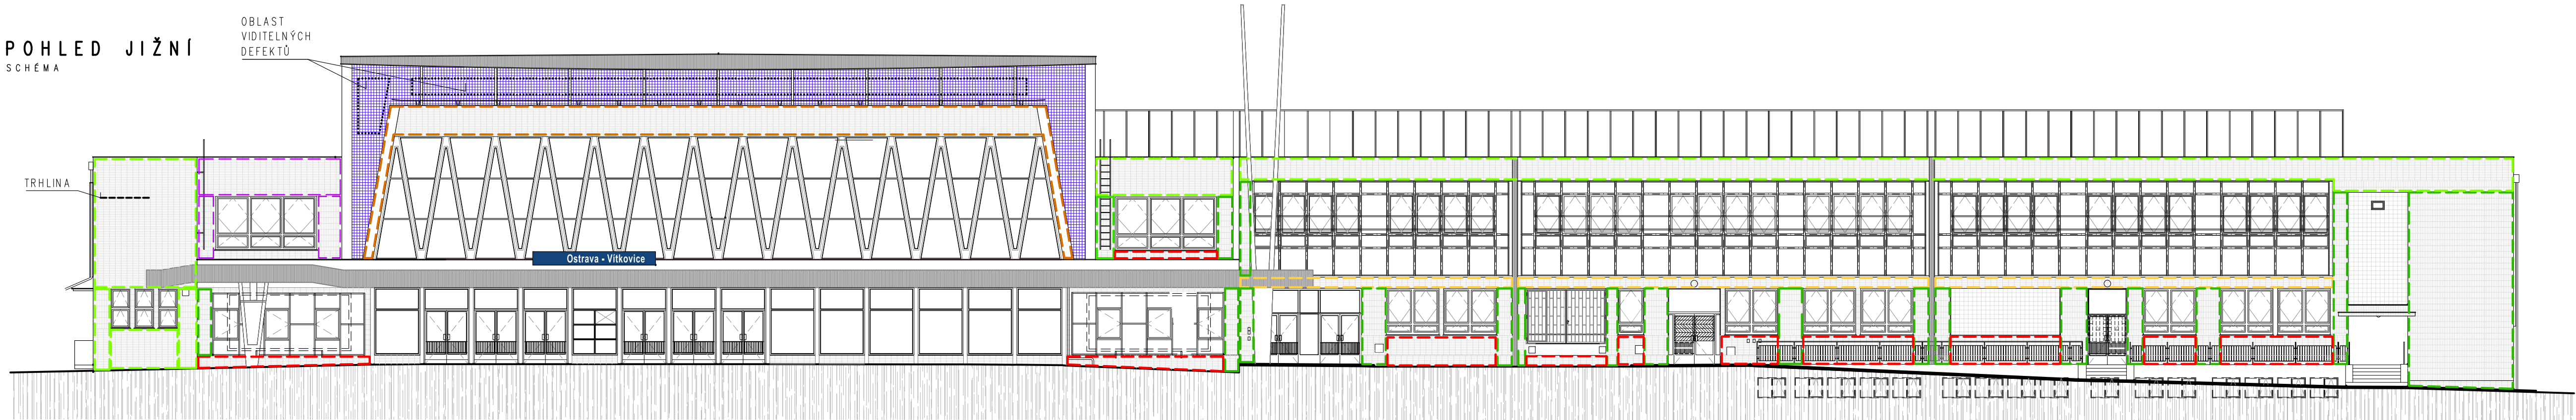 POHLED JIŽNÍ
SCHÉMA
OBLAST
VIDITELNÝCH
DEFEKTŮ
TRHLINA
Ostrava - Vítkovice